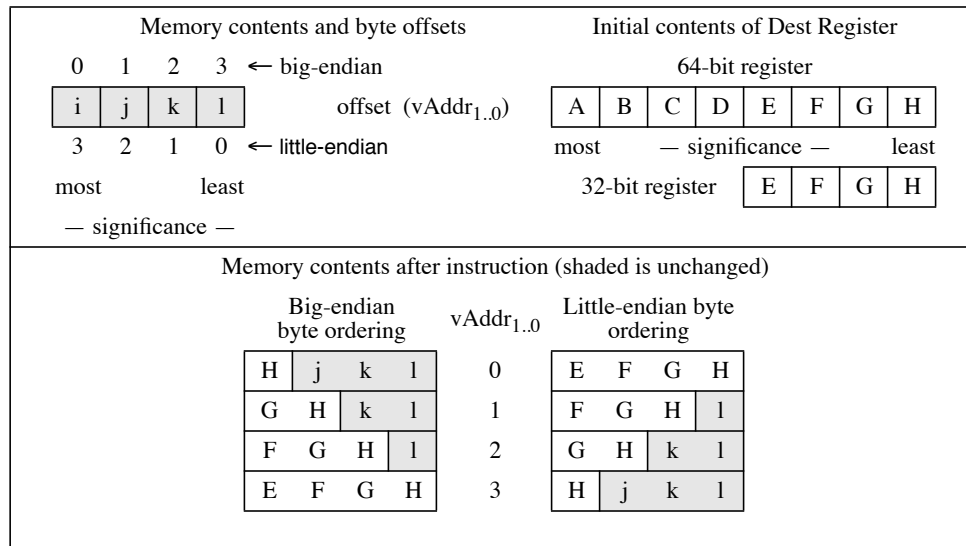 Memory contents and byte offsets
Initial contents of Dest Register
0 1 2 3 ← big-endian
64-bit register
i j k l
offset (vAddr1..0)
A B C D E F G H
3 2 1 0 ← little-endian
most — significance — least
most least
32-bit register E F G H
— significance —
Memory contents after instruction (shaded is unchanged)
Big-endian
byte ordering
vAddr1..0
Little-endian byte
ordering
H j k l 0 E F G H
G H k l 1 F G H l
F G H l 2 G H k l
E F G H 3 H j k l